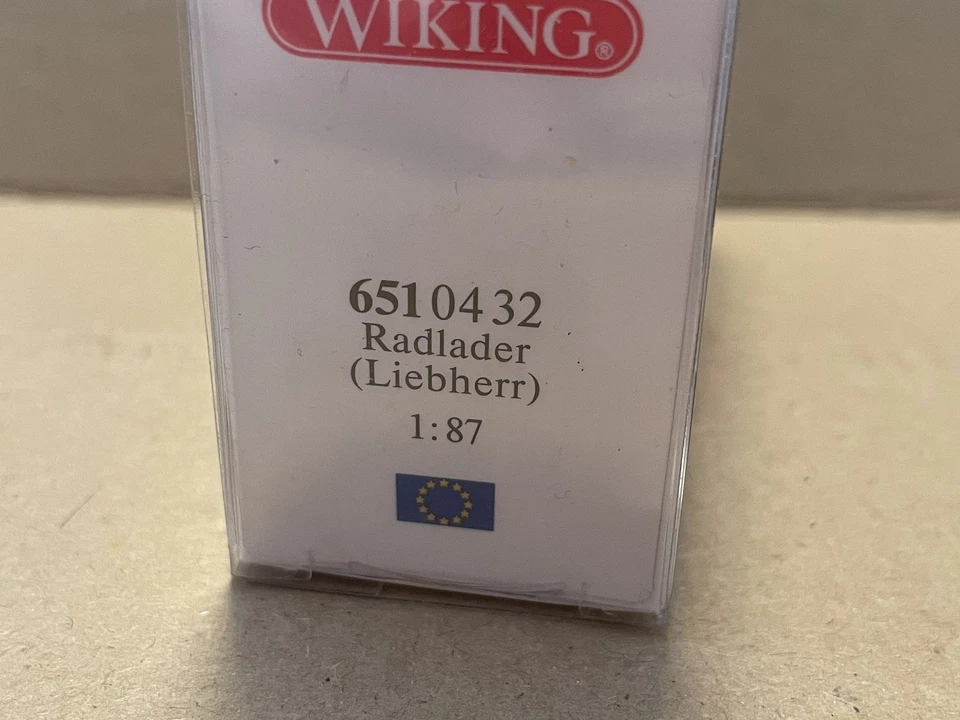 WIKING®
651 04 32
Radlader
(Liebherr)
1:87